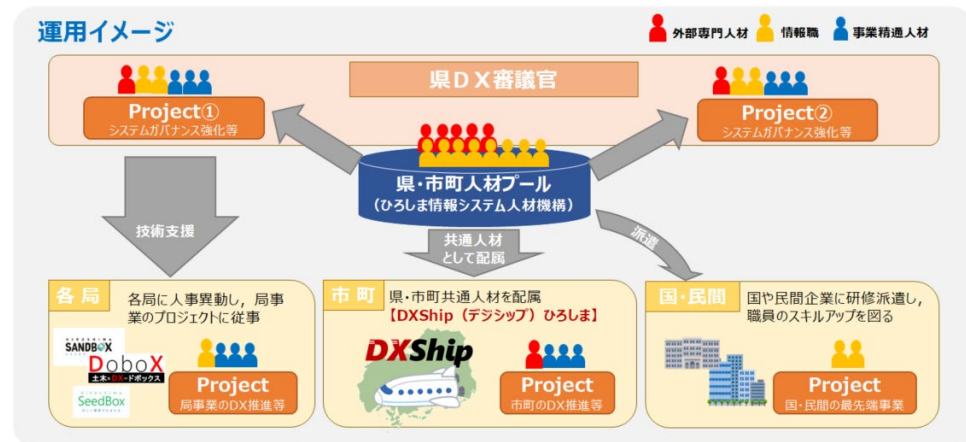 運用イメージ
外部専門人材
情報職
事業精通人材
県DX審議官
Project①
システムガバナンス強化等
Project②
システムガバナンス強化等
県・市町人材プール
(ひろしま情報システム人材機構)
技術支援
共通人材
として配属
派遣
各局
各局に人事異動し,局事
業のプロジェクトに従事
HIROSHIMA
SANDBOX
DoboX
土木×DX=ドボックス
SeedBox
Project
局事業のDX推進等
市町
県・市町共通人材を配属
【DXShip(デジシップ)ひろしま】
DXShip
Project
市町のDX推進等
国・民間
国や民間企業に研修派遣し,
職員のスキルアップを図る
Project
国・民間の最先端事業